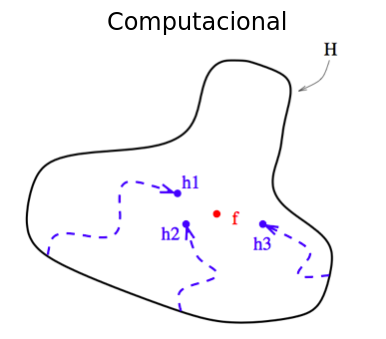 Computacional
H
h1
f
h2
h3